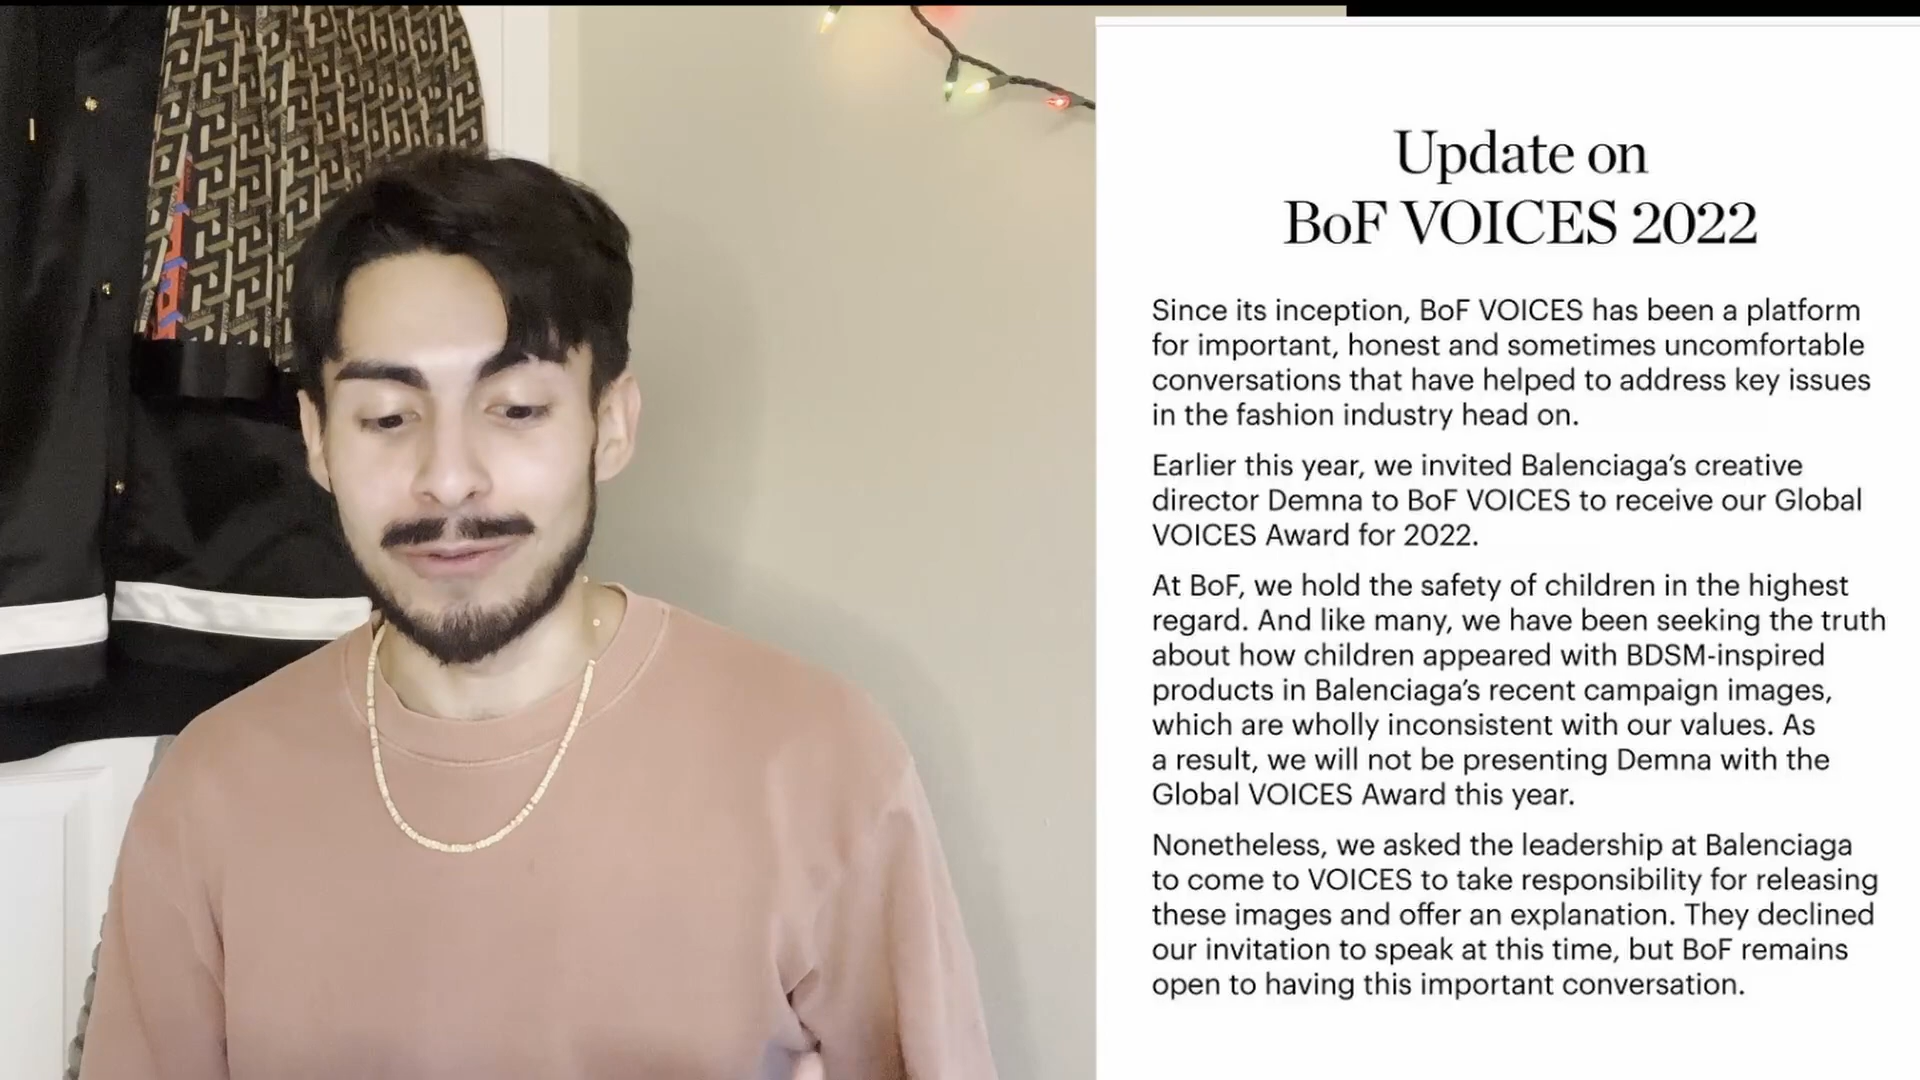 Update on
BoF VOICES 2022
Since its inception, BoF VOICES has been a platform
for important, honest and sometimes uncomfortable
conversations that have helped to address key issues
in the fashion industry head on.
Earlier this year, we invited Balenciaga’s creative
director Demna to BoF VOICES to receive our Global
VOICES Award for 2022.
At BoF, we hold the safety of children in the highest
regard. And like many, we have been seeking the truth
about how children appeared with BDSM-inspired
products in Balenciaga’s recent campaign images,
which are wholly inconsistent with our values. As
a result, we will not be presenting Demna with the
Global VOICES Award this year.
Nonetheless, we asked the leadership at Balenciaga
to come to VOICES to take responsibility for releasing
these images and offer an explanation. They declined
our invitation to speak at this time, but BoF remains
open to having this important conversation.